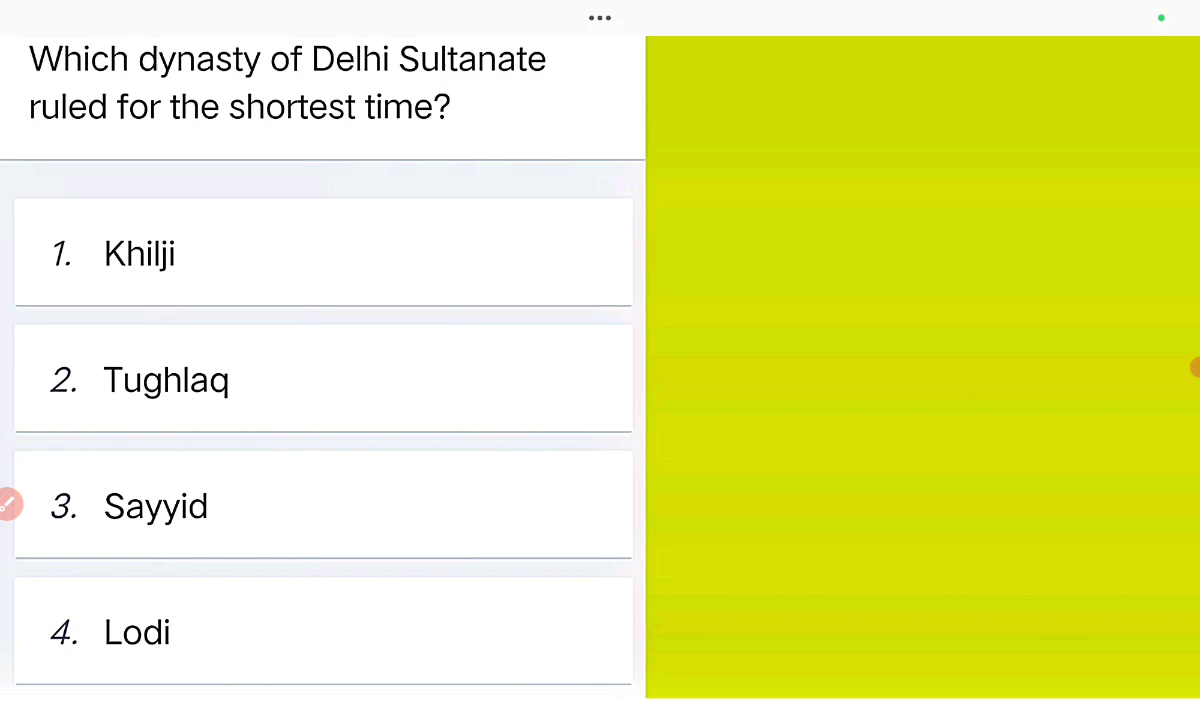 Which dynasty of Delhi Sultanate
ruled for the shortest time?
1. Khilji
2. Tughlaq
3. Sayyid
4. Lodi